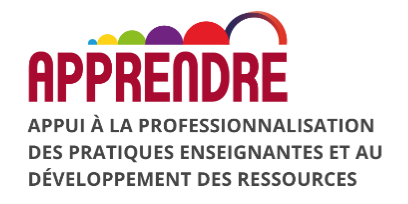 APPRENDRE
APPUI À LA PROFESSIONNALISATION
DES PRATIQUES ENSEIGNANTES ET AU
DÉVELOPPEMENT DES RESSOURCES